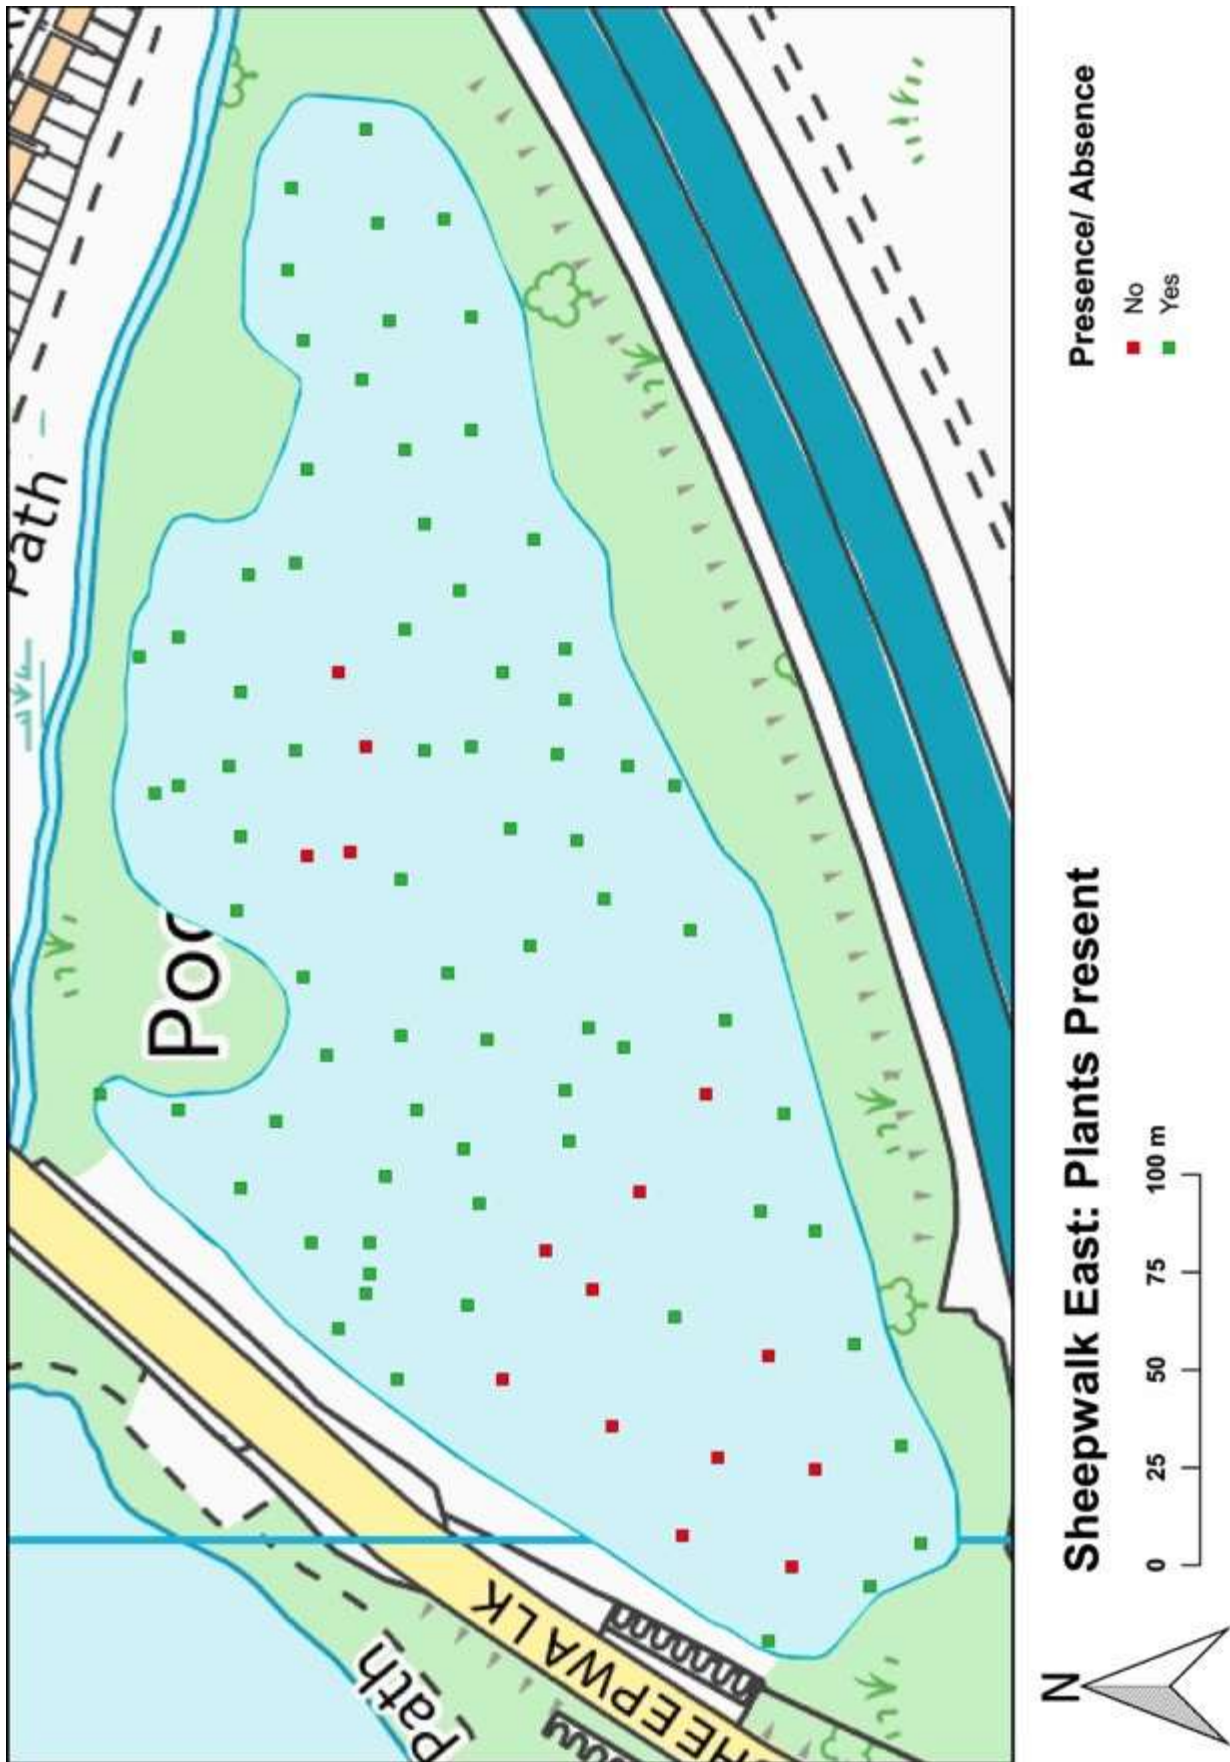 Path
Poo
Path
SHEEPWALK
N
Sheepwalk East: Plants Present
0 25 50 75 100 m
Presence/ Absence
No
Yes